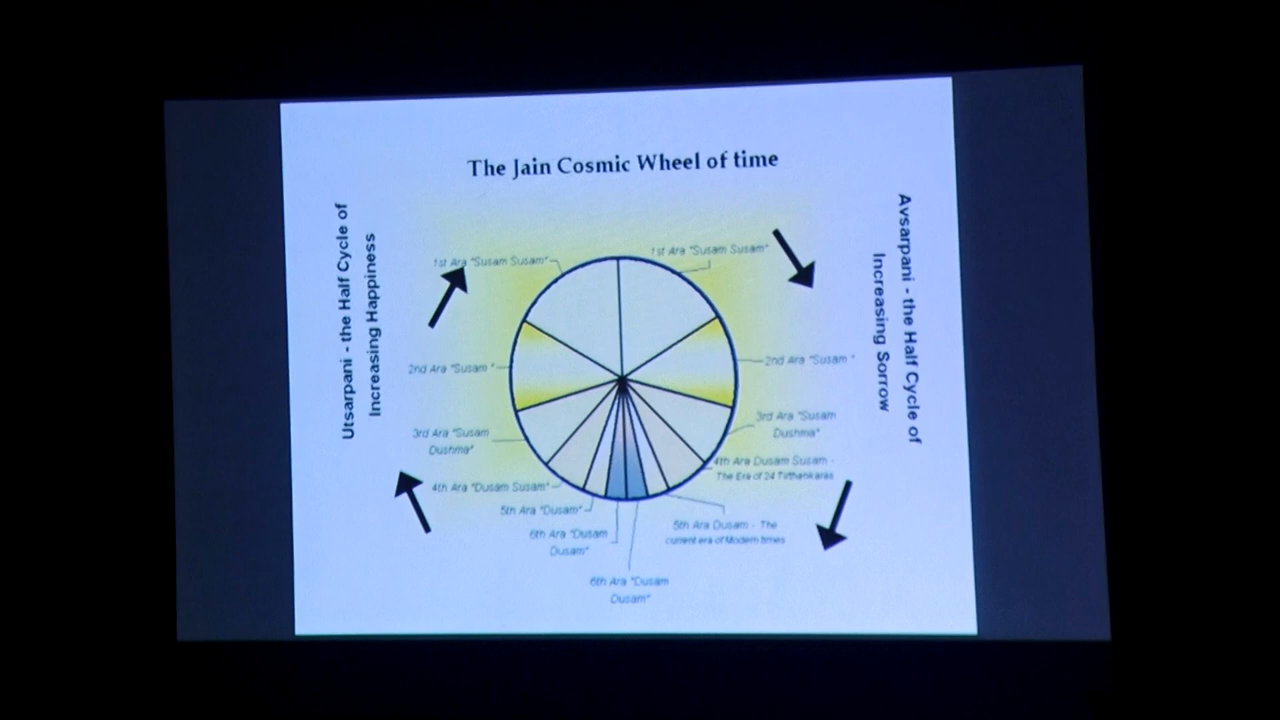 The Jain Cosmic Wheel of time
Utsarpani - the Half Cycle of
Increasing Happiness
Avsarpani - the Half Cycle of
Increasing Sorrow
1st Ara "Susam Susam"
1st Ara "Susam Susam"
2nd Ara "Susam "
2nd Ara "Susam "
3rd Ara "Susam
Dushma"
3rd Ara "Susam
Dushma"
4th Ara "Dusam Susam"
4th Ara Dusam Susam -
The Era of 24 Tirthankaras
5th Ara "Dusam"
5th Ara Dusam - The
current era of Modern times
6th Ara "Dusam
Dusam"
6th Ara "Dusam
Dusam"